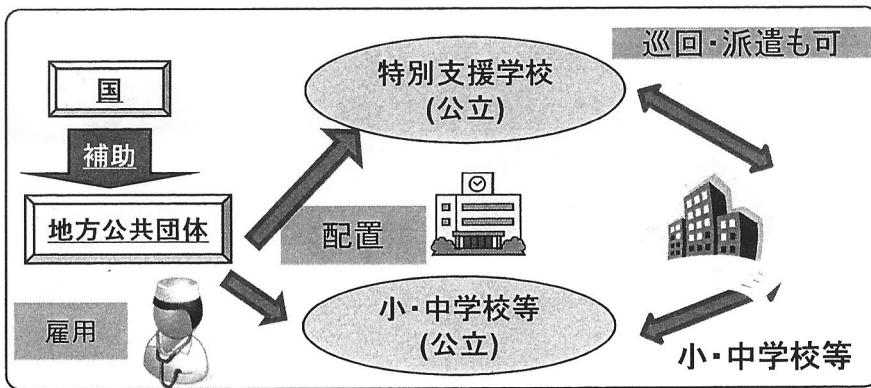 巡回・派遣も可
特別支援学校
(公立)
国
補助
地方公共団体
配置
雇用
小・中学校等
(公立)
小・中学校等